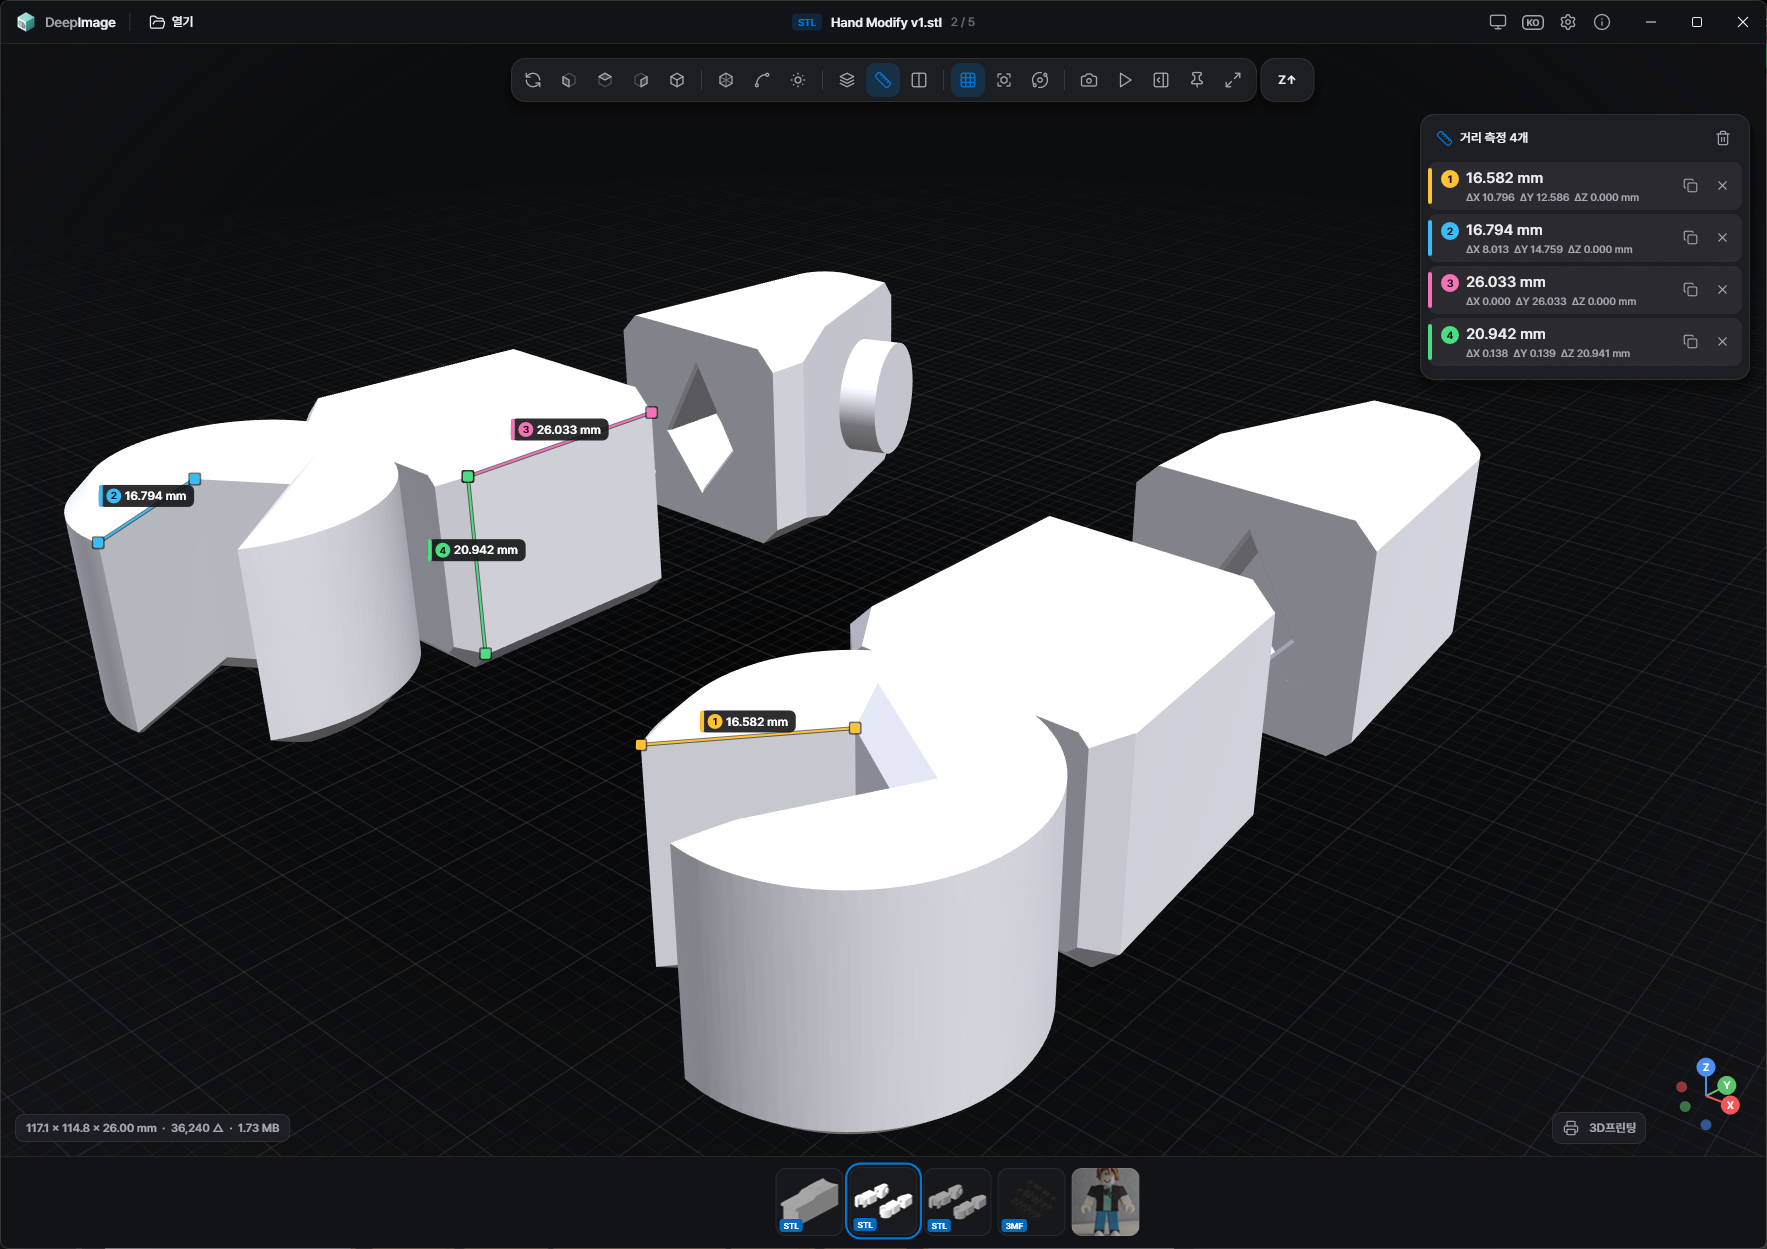 DeepImage
열기
STL Hand Modify v1.stl 2 / 5
KO
Z↑
거리 측정 4개
1 16.582 mm
ΔX 10.796 ΔY 12.586 ΔZ 0.000 mm
2 16.794 mm
ΔX 8.013 ΔY 14.759 ΔZ 0.000 mm
3 26.033 mm
ΔX 0.000 ΔY 26.033 ΔZ 0.000 mm
4 20.942 mm
ΔX 0.138 ΔY 0.139 ΔZ 20.941 mm
3 26.033 mm
2 16.794 mm
4 20.942 mm
1 16.582 mm
Z
Y
X
117.1 × 114.8 × 26.00 mm · 36,240 △ · 1.73 MB
3D프린팅
STL
STL
STL
3MF